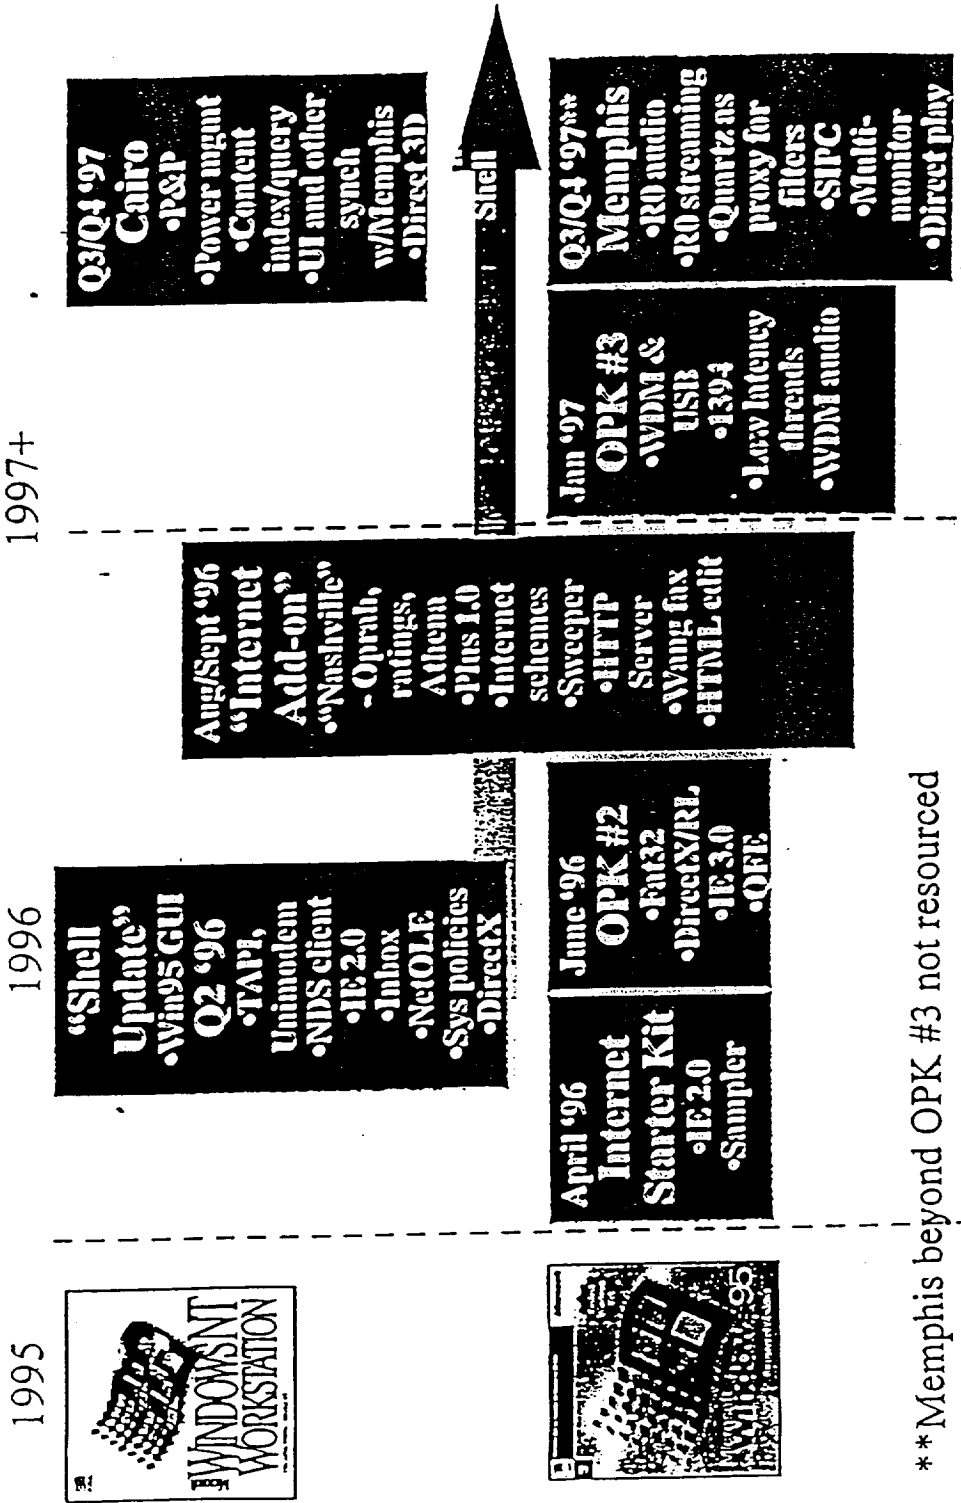 1995
1996
1997+
WINDOWS NT
WORKSTATION
95
“Shell
Update”
•Win95 GUI
Q2 ‘96
•TAPI,
Unimodem
•NDS client
•IE 2.0
•Inbox
•NetOLE
•Sys policies
•DirectX
April ‘96
Internet
Starter Kit
•IE 2.0
•Sampler
June ‘96
OPK #2
•Fat32
•DirectX/RL
•IE 3.0
•QFE
Aug/Sept ‘96
“Internet
Add-on”
•“Nashville”
- Oprah,
ratings,
Athena
•Plus 1.0
•Internet
schemes
•Sweeper
•HTTP
Server
•Wang fax
•HTML edit
Shell
Jan ‘97
OPK #3
•WDM &
USB
•1394
•Low latency
threads
•WDM audio
Q3/Q4 ‘97
Cairo
•P&P
•Power mgmt
•Content
index/query
•UI and other
synch
w/Memphis
•Direct 3D
Q3/Q4 ‘97**
Memphis
•R0 audio
•R0 streaming
•Quartz as
proxy for
filters
•SIPC
•Multi-
monitor
•Direct play
**Memphis beyond OPK #3 not resourced